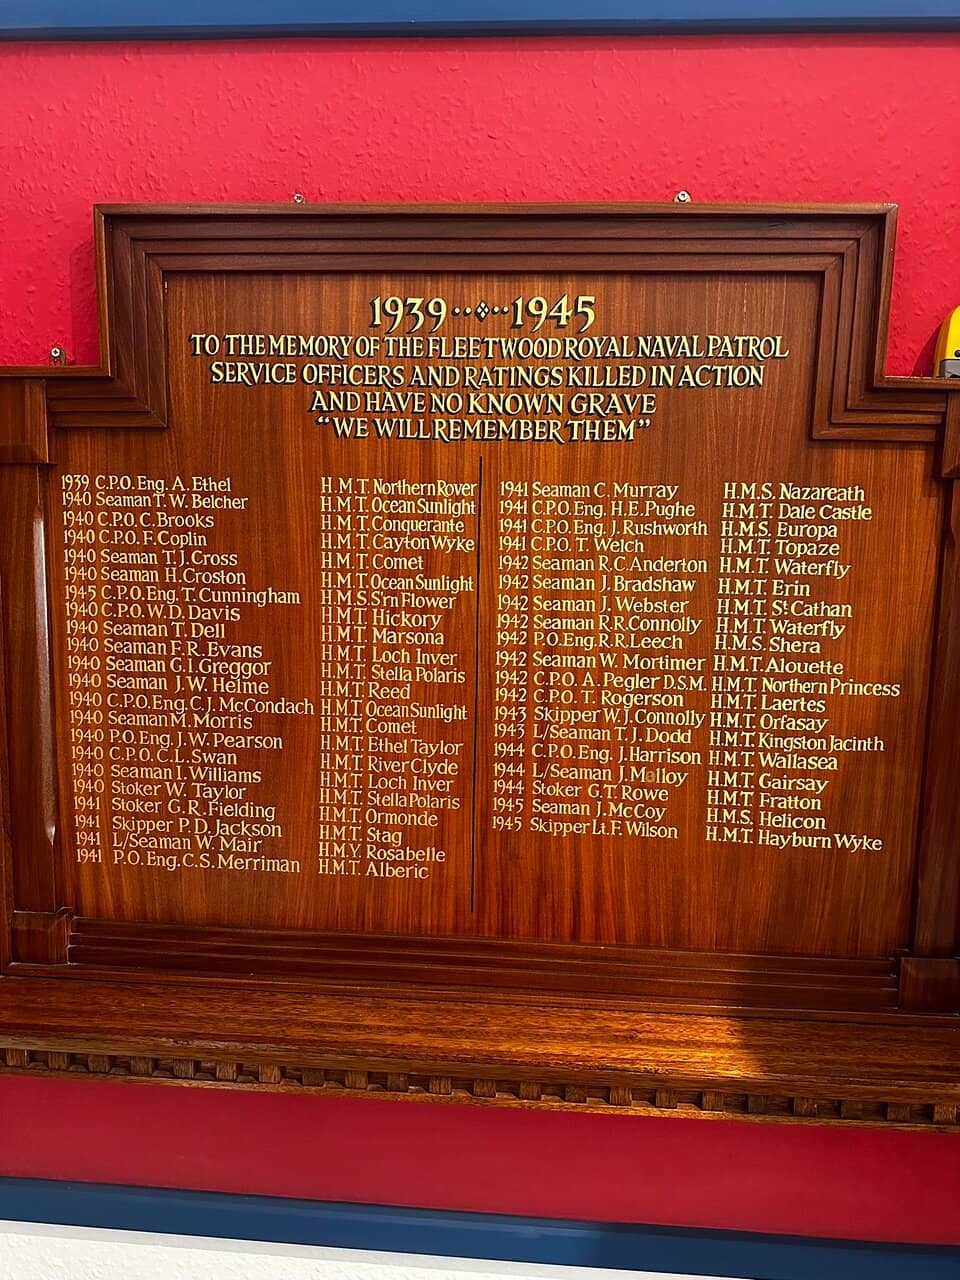 1939 1945
TO THE MEMORY OF THE FLEETWOOD ROYAL NAVAL PATROL
SERVICE OFFICERS AND RATINGS KILLED IN ACTION
AND HAVE NO KNOWN GRAVE
"WE WILL REMEMBER THEM"
1939 C.P.O. Eng. A. Ethel H.M.T. Northern Rover
1940 Seaman T. W. Belcher H.M.T. Ocean Sunlight
1940 C.P.O. C. Brooks H.M.T. Conquerante
1940 C.P.O. F. Coplin H.M.T. Cayton Wyke
1940 Seaman T. J. Cross H.M.T. Comet
1940 Seaman H. Croston H.M.T. Ocean Sunlight
1945 C.P.O. Eng. T. Cunningham H.M.S. S'rn Flower
1940 C.P.O. W. D. Davis H.M.T. Hickory
1940 Seaman T. Dell H.M.T. Marsona
1940 Seaman F. R. Evans H.M.T. Loch Inver
1940 Seaman G. I. Greggor H.M.T. Stella Polaris
1940 Seaman J. W. Helme H.M.T. Reed
1940 C.P.O. Eng. C. J. McCondach H.M.T. Ocean Sunlight
1940 Seaman M. Morris H.M.T. Comet
1940 P.O. Eng. J. W. Pearson H.M.T. Ethel Taylor
1940 C.P.O. C. L. Swan H.M.T. River Clyde
1940 Seaman I. Williams H.M.T. Loch Inver
1940 Stoker W. Taylor H.M.T. Stella Polaris
1941 Stoker G. R. Fielding H.M.T. Ormonde
1941 Skipper P. D. Jackson H.M.T. Stag
1941 L/Seaman W. Mair H.M.Y. Rosabelle
1941 P.O. Eng. C. S. Merriman H.M.T. Alberic
1941 Seaman C. Murray H.M.S. Nazareath
1941 C.P.O. Eng. H. E. Pughe H.M.T. Dale Castle
1941 C.P.O. Eng. J. Rushworth H.M.S. Europa
1941 C.P.O. T. Welch H.M.T. Topaze
1942 Seaman R. C. Anderton H.M.T. Waterfly
1942 Seaman J. Bradshaw H.M.T. Erin
1942 Seaman J. Webster H.M.T. St Cathan
1942 Seaman R. R. Connolly H.M.T. Waterfly
1942 P.O. Eng. R. R. Leech H.M.S. Shera
1942 Seaman W. Mortimer H.M.T. Alouette
1942 C.P.O. A. Pegler D.S.M. H.M.T. Northern Princess
1942 C.P.O. T. Rogerson H.M.T. Laertes
1943 Skipper W. J. Connolly H.M.T. Orfasay
1943 L/Seaman T. J. Dodd H.M.T. Kingston Jacinth
1944 C.P.O. Eng. J. Harrison H.M.T. Wallasea
1944 L/Seaman J. Molloy H.M.T. Gairsay
1944 Stoker G. T. Rowe H.M.T. Fratton
1945 Seaman J. McCoy H.M.S. Helicon
1945 Skipper Lt. F. Wilson H.M.T. Hayburn Wyke